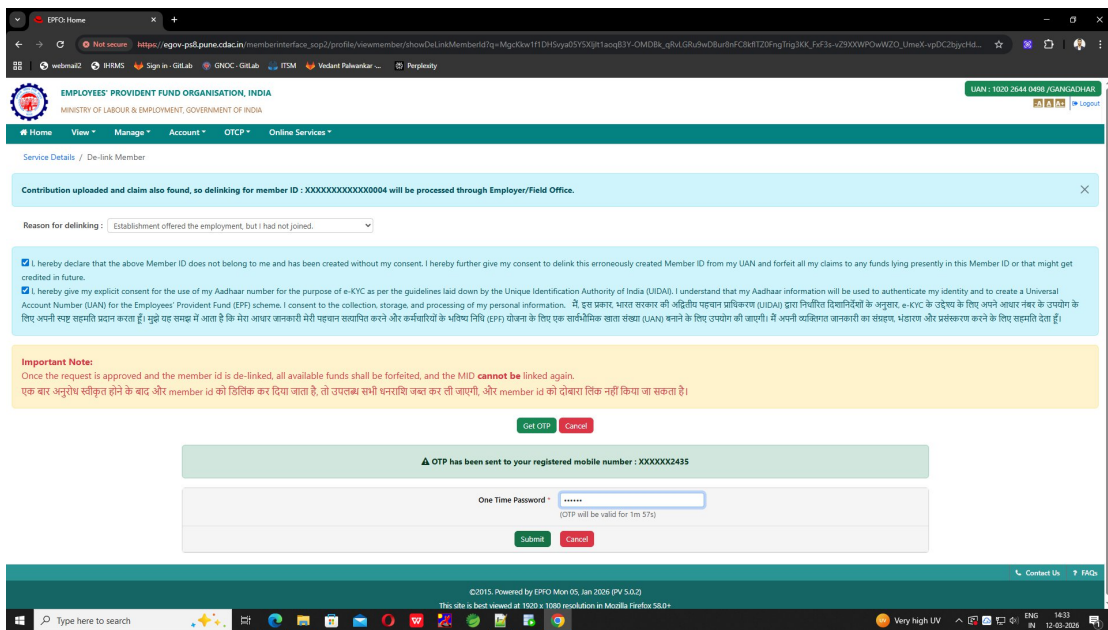 EPFO: Home
Not secure https://egov-ps8.pune.cdac.in/memberinterface_sop2/profile/viewmember/showDeLinkMemberId?q=
webmail2 IHRMS Sign in · GitLab GNOC · GitLab ITSM Vedant Palwankar -... Perplexity
EMPLOYEES' PROVIDENT FUND ORGANISATION, INDIA
MINISTRY OF LABOUR & EMPLOYMENT, GOVERNMENT OF INDIA
UAN : 1020 2644 0498 /GANGADHAR
-A A A+ Logout
Home View Manage Account OTCP Online Services
Service Details / De-link Member
Contribution uploaded and claim also found, so delinking for member ID : XXXXXXXXXXXX0004 will be processed through Employer/Field Office.
Reason for delinking : Establishment offered the employment, but I had not joined.
I, hereby declare that the above Member ID does not belong to me and has been created without my consent. I hereby further give my consent to delink this erroneously created Member ID from my UAN and forfeit all my claims to any funds lying presently in this Member ID or that might get
credited in future.
I, hereby give my explicit consent for the use of my Aadhaar number for the purpose of e-KYC as per the guidelines laid down by the Unique Identification Authority of India (UIDAI). I understand that my Aadhaar information will be used to authenticate my identity and to create a Universal
Account Number (UAN) for the Employees' Provident Fund (EPF) scheme. I consent to the collection, storage, and processing of my personal information. मैं, इस प्रकार, भारत सरकार की अद्वितीय पहचान प्राधिकरण (UIDAI) द्वारा निर्धारित दिशानिर्देशों के अनुसार, e-KYC के उद्देश्य के लिए अपने आधार नंबर के उपयोग के
लिए अपनी स्पष्ट सहमति प्रदान करता हूँ। मुझे यह समझ में आता है कि मेरा आधार जानकारी मेरी पहचान सत्यापित करने और कर्मचारियों के भविष्य निधि (EPF) योजना के लिए एक सार्वभौमिक खाता संख्या (UAN) बनाने के लिए उपयोग की जाएगी। मैं अपनी व्यक्तिगत जानकारी का संग्रहण, भंडारण और प्रसंस्करण करने के लिए सहमति देता हूँ।
Important Note:
Once the request is approved and the member id is de-linked, all available funds shall be forfeited, and the MID cannot be linked again.
एक बार अनुरोध स्वीकृत होने के बाद और member id को डिलिंक कर दिया जाता है, तो उपलब्ध सभी धनराशि जब्त कर ली जाएगी, और member id को दोबारा लिंक नहीं किया जा सकता है।
Get OTP Cancel
OTP has been sent to your registered mobile number : XXXXXX2435
One Time Password * ••••••
(OTP will be valid for 1m 57s)
Submit Cancel
Contact Us ? FAQs
©2015. Powered by EPFO Mon 05, Jan 2026 (PV 5.0.2)
This site is best viewed at 1920 x 1080 resolution in Mozilla Firefox 58.0+
Type here to search
Very high UV ENG 14:33
IN 12-03-2026